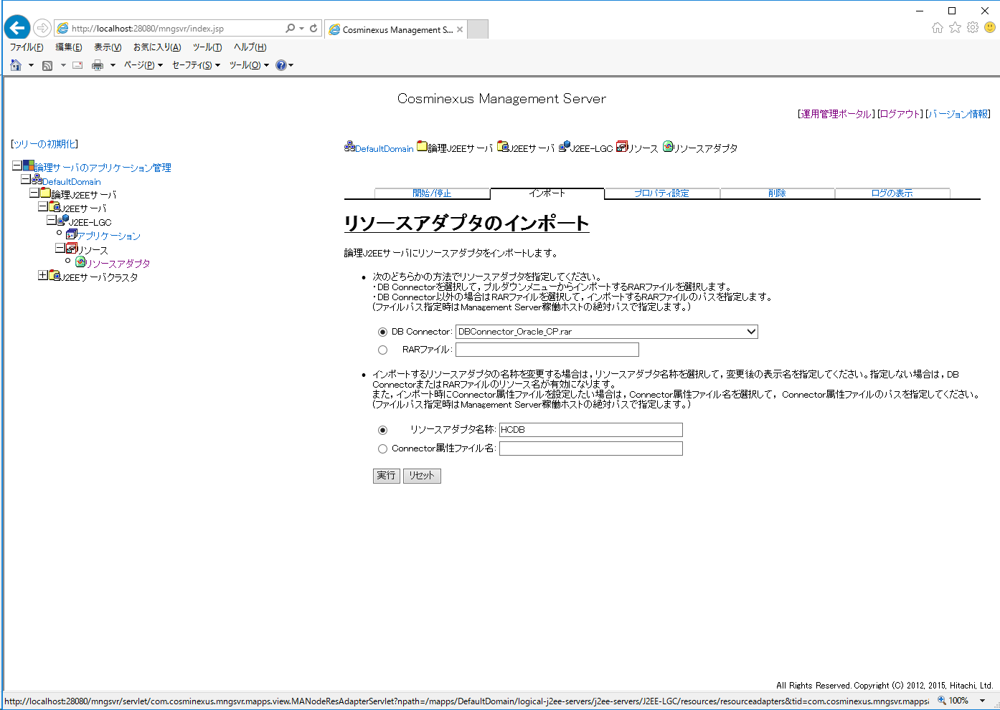 http://localhost:28080/mngsvr/index.jsp
Cosminexus Management S...
ファイル(F) 編集(E) 表示(V) お気に入り(A) ツール(T) ヘルプ(H)
ページ(P) セーフティ(S) ツール(O)
Cosminexus Management Server
[運用管理ポータル] [ログアウト] [バージョン情報]
[ツリーの初期化]
論理サーバのアプリケーション管理
DefaultDomain
論理J2EEサーバ
J2EEサーバ
J2EE-LGC
アプリケーション
リソース
リソースアダプタ
J2EEサーバクラスタ
DefaultDomain 論理J2EEサーバ J2EEサーバ J2EE-LGC リソース リソースアダプタ
開始/停止 インポート プロパティ設定 削除 ログの表示
リソースアダプタのインポート
論理J2EEサーバにリソースアダプタをインポートします。
• 次のどちらかの方法でリソースアダプタを指定してください。
・DB Connectorを選択して，プルダウンメニューからインポートするRARファイルを選択します。
・DB Connector以外の場合はRARファイルを選択して，インポートするRARファイルのパスを指定します。
(ファイルパス指定時はManagement Server稼働ホストの絶対パスで指定します。)
DB Connector: DBConnector_Oracle_CP.rar
RARファイル:
• インポートするリソースアダプタの名称を変更する場合は，リソースアダプタ名称を選択して，変更後の表示名を指定してください。指定しない場合は，DB
ConnectorまたはRARファイルのリソース名が有効になります。
また，インポート時にConnector属性ファイルを設定したい場合は，Connector属性ファイル名を選択して， Connector属性ファイルのパスを指定してください。
(ファイルパス指定時はManagement Server稼働ホストの絶対パスで指定します。)
リソースアダプタ名称: HCDB
Connector属性ファイル名:
実行 リセット
All Rights Reserved. Copyright (C) 2012, 2015, Hitachi, Ltd.
http://localhost:28080/mngsvr/servlet/com.cosminexus.mngsvr.mapps.view.MANodeResAdapterServlet?npath=/mapps/DefaultDomain/logical-j2ee-servers/j2ee-servers/J2EE-LGC/resources/resourceadapters&tid=com.cosminexus.mngsvr.mapps 100%